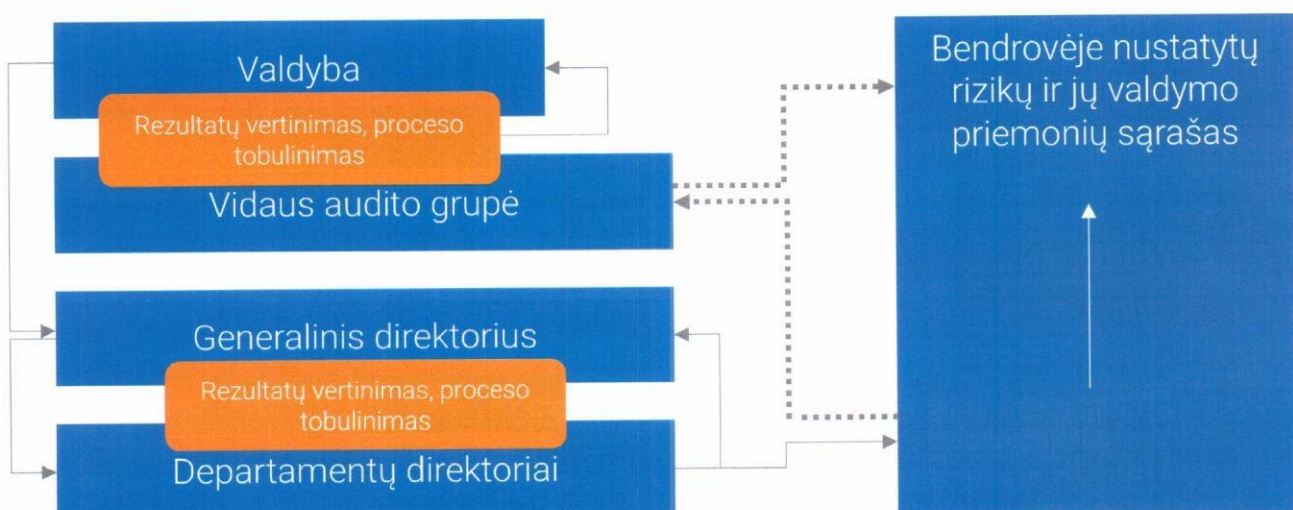 Valdyba
Rezultatų vertinimas, proceso
tobulinimas
Vidaus audito grupė
Generalinis direktorius
Rezultatų vertinimas, proceso
tobulinimas
Departamentų direktoriai
Bendrovėje nustatytų
rizikų ir jų valdymo
priemonių sąrašas